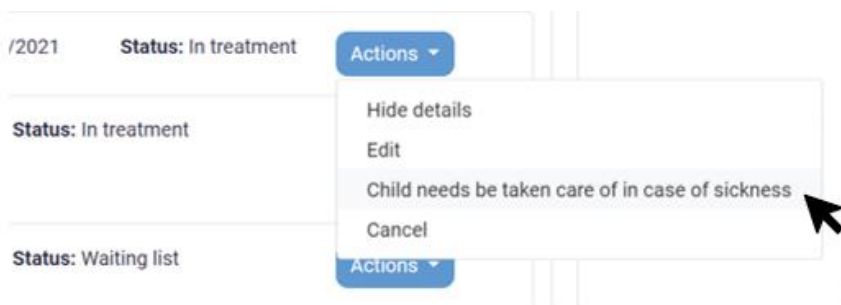 /2021 Status: In treatment Actions
Hide details
Status: In treatment
Edit
Child needs be taken care of in case of sickness
Cancel
Status: Waiting list Actions